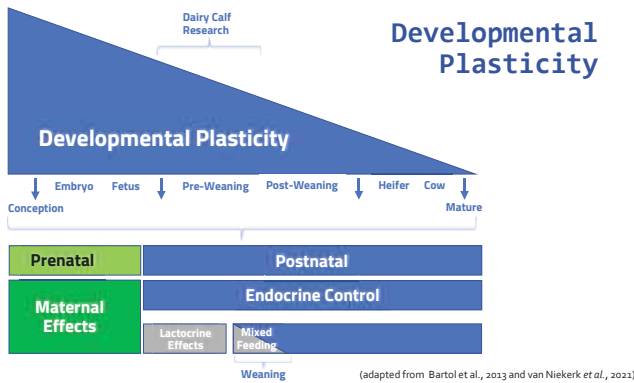 Dairy Calf
Research
Developmental
Plasticity
Developmental Plasticity
Embryo Fetus Pre-Weaning Post-Weaning Heifer Cow
Conception Mature
Prenatal Postnatal
Endocrine Control
Maternal
Effects
Lactocrine
Effects
Mixed
Feeding
Weaning
(adapted from Bartol et al., 2013 and van Niekerk et al., 2021)